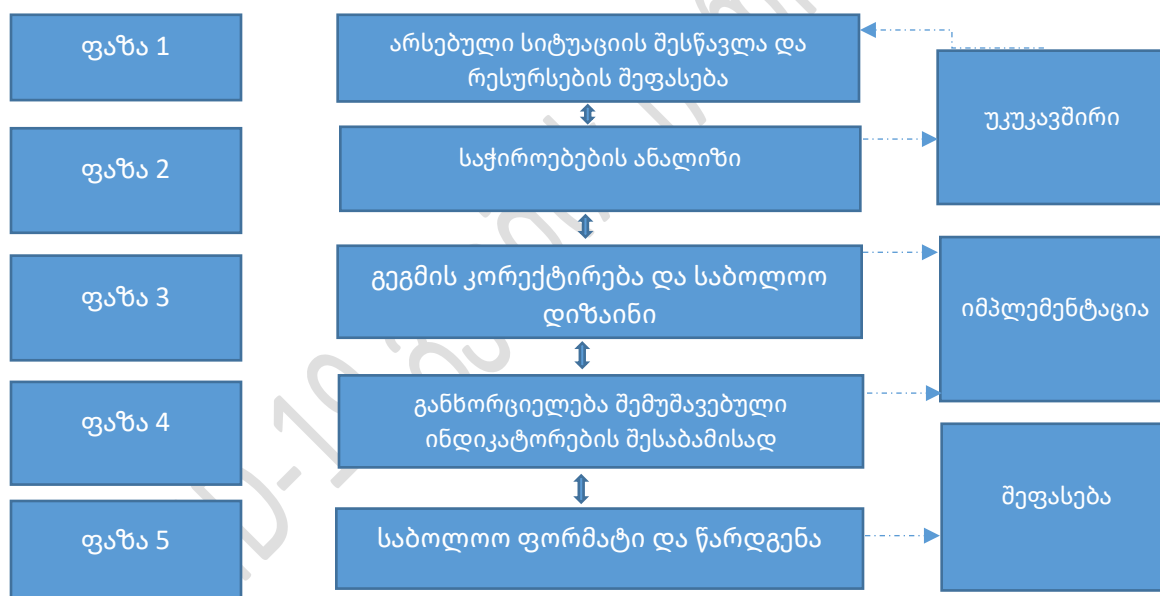 ფაზა 1
არსებული სიტუაციის შესწავლა და
რესურსების შეფასება
უკუკავშირი
ფაზა 2
საჭიროებების ანალიზი
ფაზა 3
გეგმის კორექტირება და საბოლოო
დიზაინი
იმპლემენტაცია
ფაზა 4
განხორციელება შემუშავებული
ინდიკატორების შესაბამისად
ფაზა 5
საბოლოო ფორმატი და წარდგენა
შეფასება